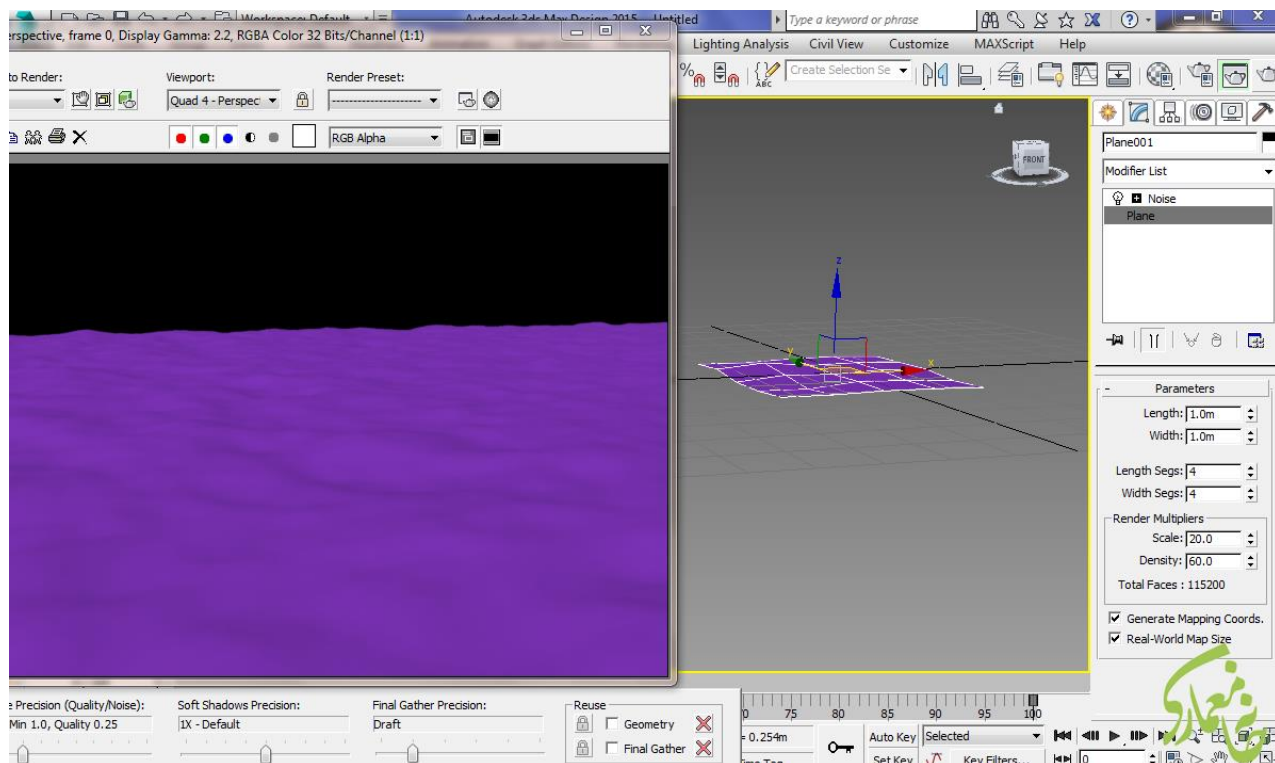 Workspace: Default
Autodesk 3ds Max Design 2015
Untitled
Type a keyword or phrase
erspective, frame 0, Display Gamma: 2.2, RGBA Color 32 Bits/Channel (1:1)
Lighting Analysis Civil View Customize MAXScript Help
to Render:
Viewport:
Render Preset:
Quad 4 - Perspec
RGB Alpha
Create Selection Se
ABC
FRONT
z
y
x
Plane001
Modifier List
Noise
Plane
- Parameters
Length: 1.0m
Width: 1.0m
Length Segs: 4
Width Segs: 4
Render Multipliers
Scale: 20.0
Density: 60.0
Total Faces : 115200
Generate Mapping Coords.
Real-World Map Size
e Precision (Quality/Noise):
Min 1.0, Quality 0.25
Soft Shadows Precision:
1X - Default
Final Gather Precision:
Draft
Reuse
Geometry
Final Gather
75 80 85 90 95 100
= 0.254m
Auto Key
Selected
Set Key
Key Filters...
0